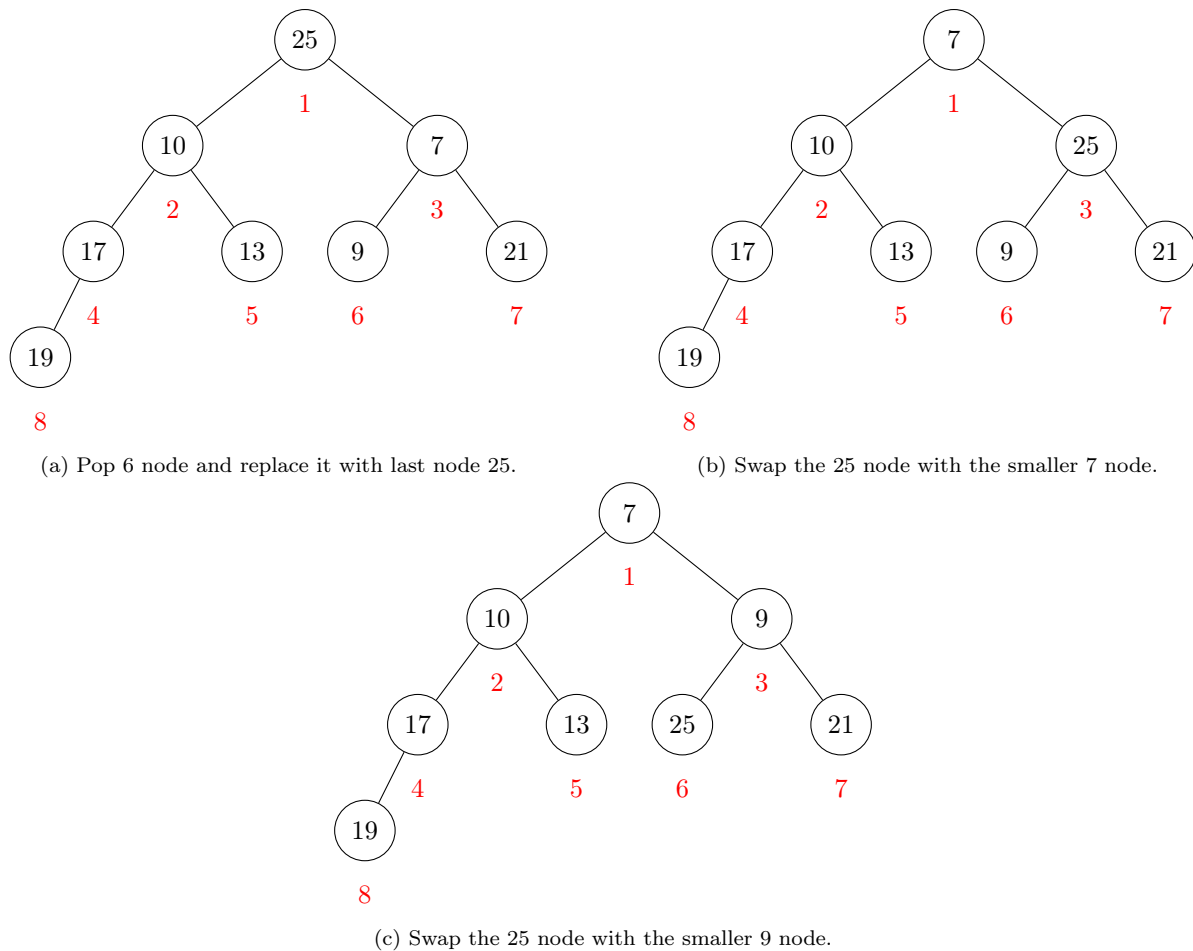 25 7
1 1
10 7 10 25
2 3 2 3
17 13 9 21 17 13 9 21
4 5 6 7 4 5 6 7
19 19
8 8
(a) Pop 6 node and replace it with last node 25.
(b) Swap the 25 node with the smaller 7 node.
7
1
10 9
2 3
17 13 25 21
4 5 6 7
19
8
(c) Swap the 25 node with the smaller 9 node.